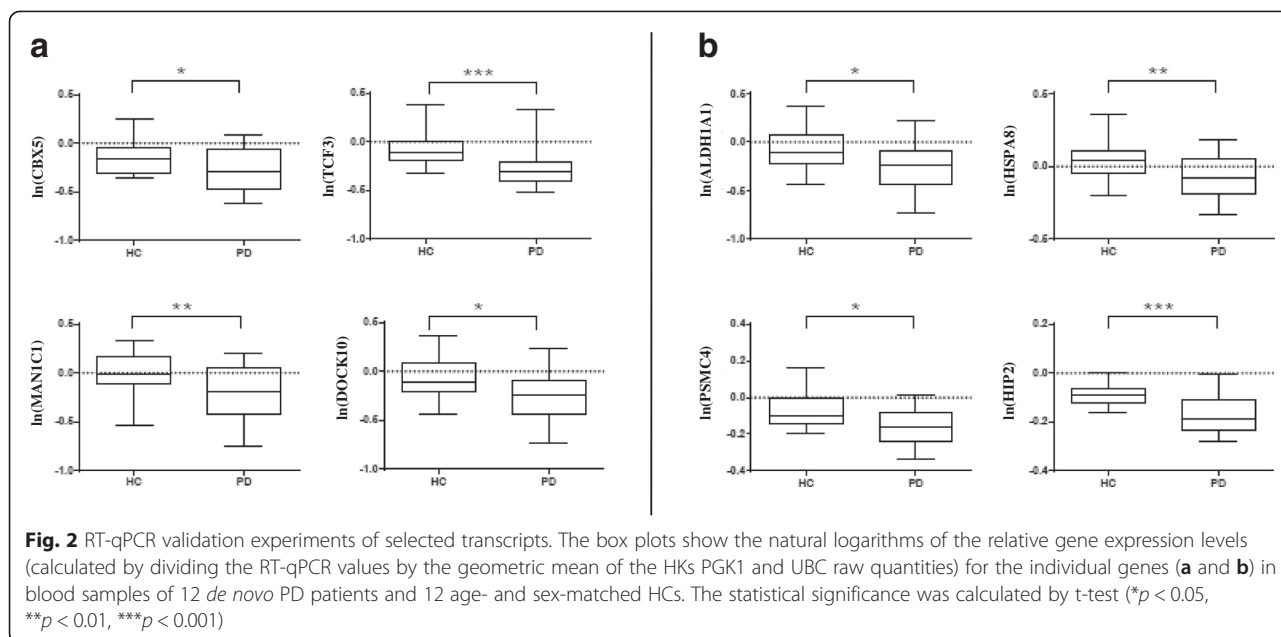 a
b
*
0.5
0.0
-0.5
-1.0
ln(CBX5)
HC
PD
***
0.5
0.0
-0.5
-1.0
ln(TCF3)
HC
PD
*
0.5
0.0
-0.5
-1.0
ln(ALDH1A1)
HC
PD
**
0.5
0.0
-0.5
ln(HSPA8)
HC
PD
**
0.5
0.0
-0.5
-1.0
ln(MAN1C1)
HC
PD
*
0.5
0.0
-0.5
-1.0
ln(DOCK10)
HC
PD
*
0.4
0.2
0.0
-0.2
-0.4
ln(PSMC4)
HC
PD
***
0.2
0.0
-0.2
-0.4
ln(HIP2)
HC
PD
Fig. 2 RT-qPCR validation experiments of selected transcripts. The box plots show the natural logarithms of the relative gene expression levels
(calculated by dividing the RT-qPCR values by the geometric mean of the HKs PGK1 and UBC raw quantities) for the individual genes (a and b) in
blood samples of 12 de novo PD patients and 12 age- and sex-matched HCs. The statistical significance was calculated by t-test (*p < 0.05,
**p < 0.01, ***p < 0.001)